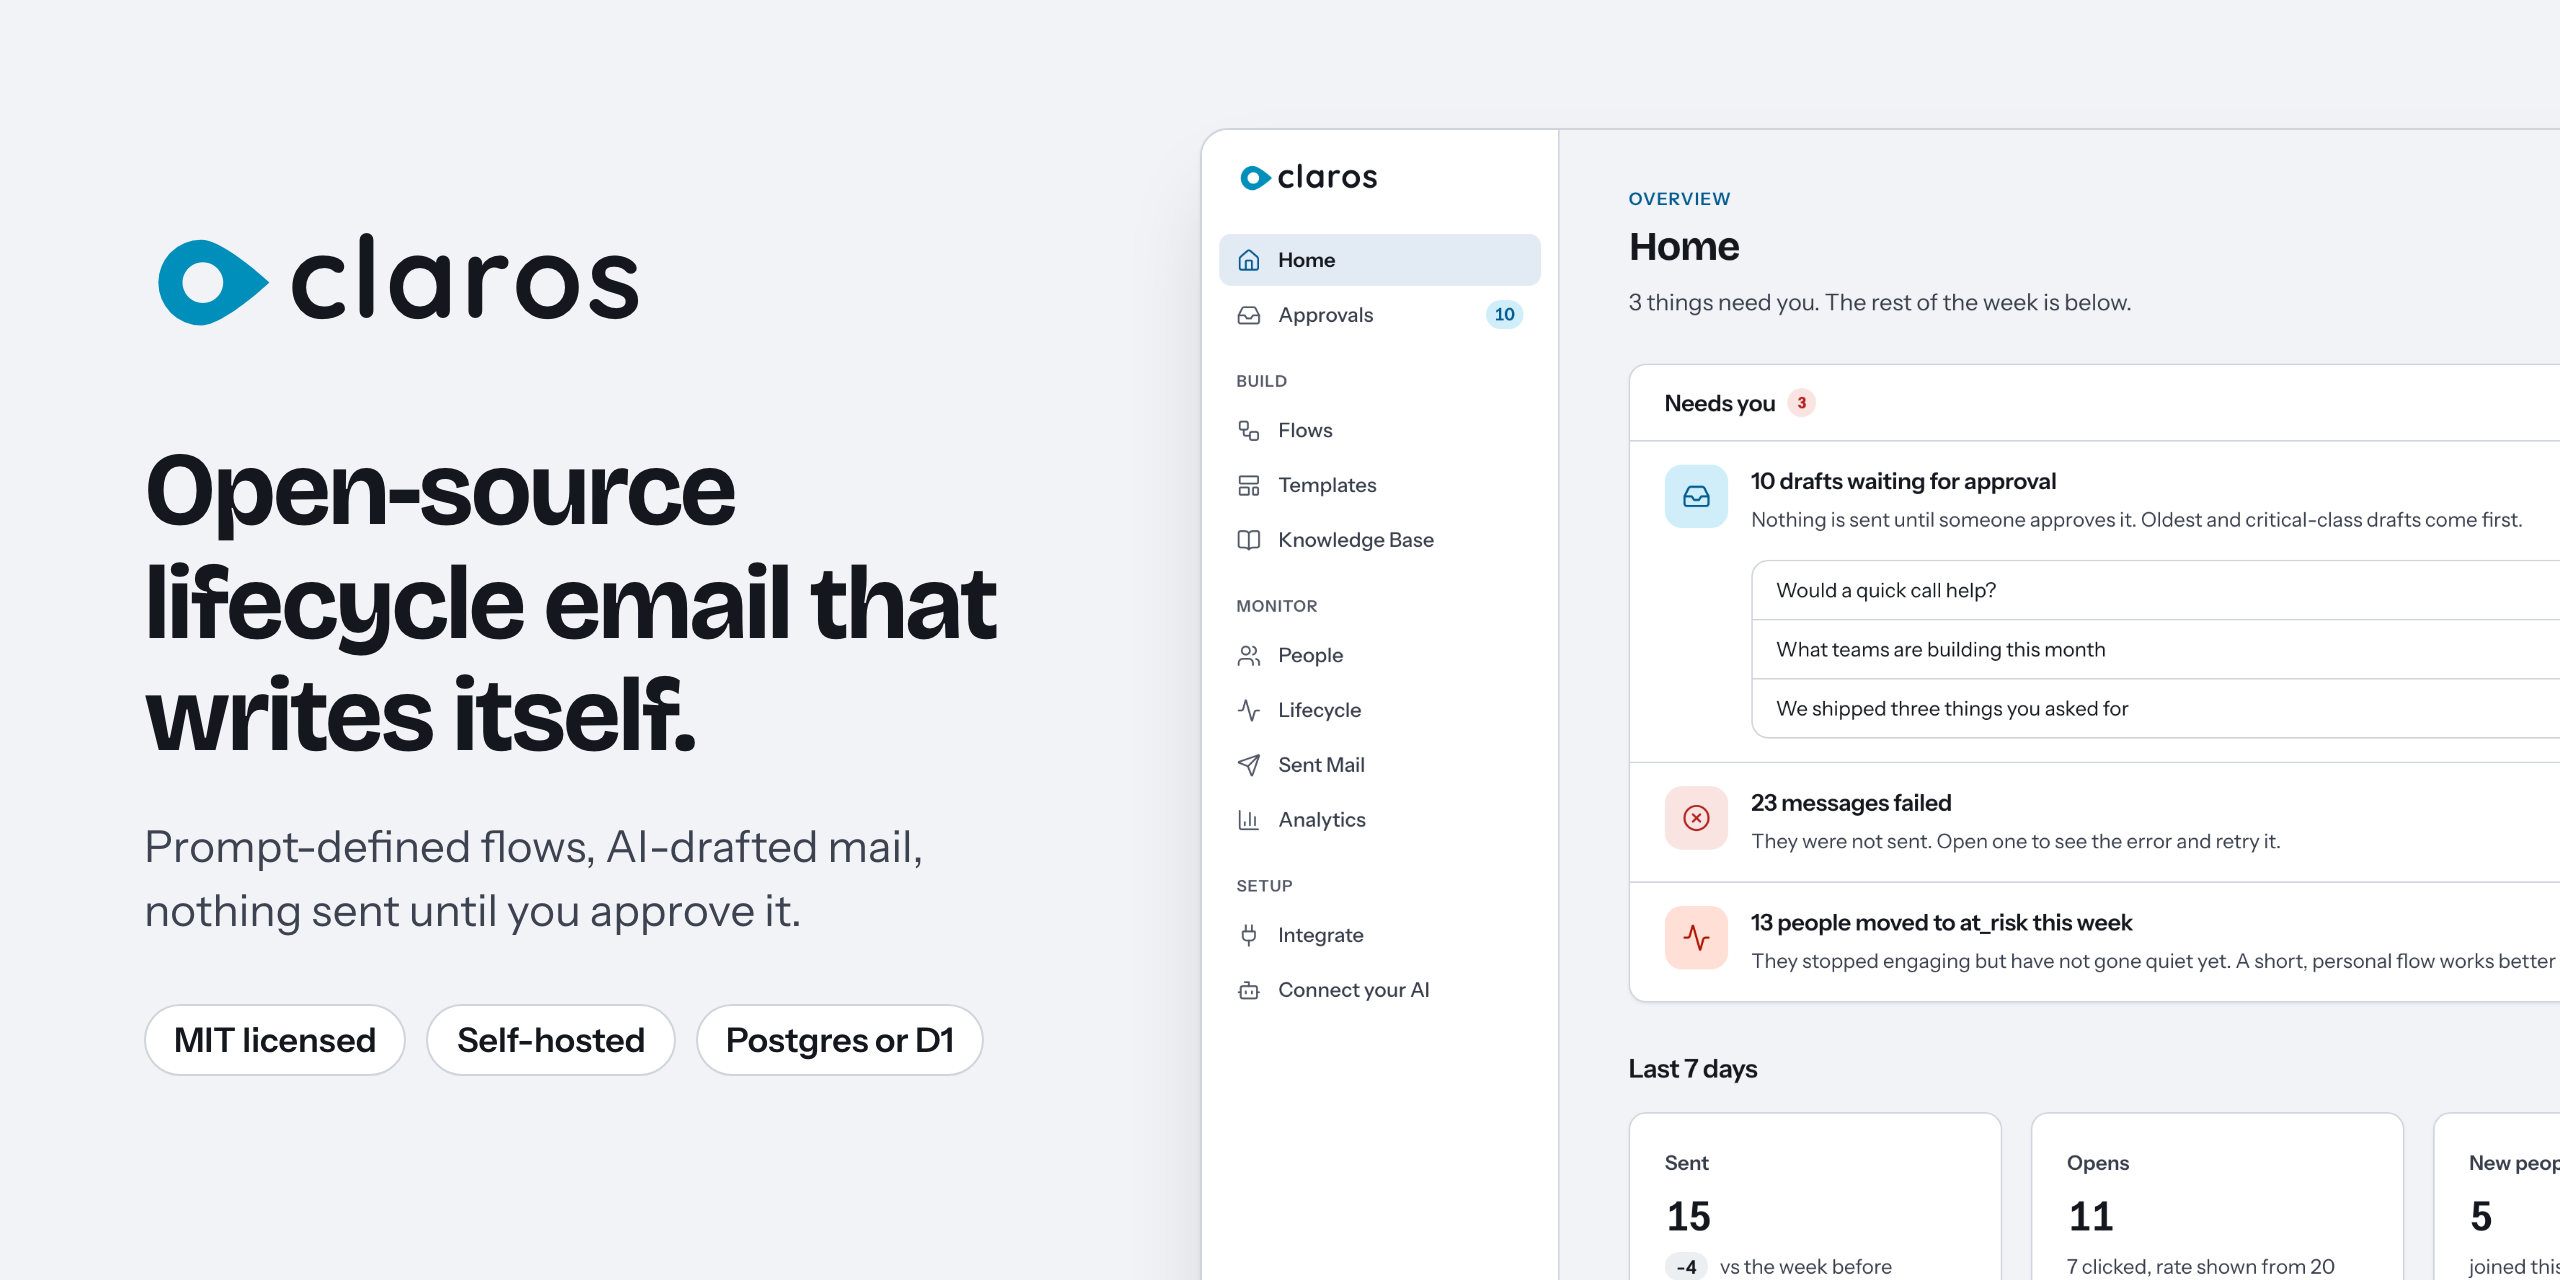 claros
Open-source
lifecycle email that
writes itself.
Prompt-defined flows, AI-drafted mail,
nothing sent until you approve it.
MIT licensed
Self-hosted
Postgres or D1
claros
Home
Approvals 10
BUILD
Flows
Templates
Knowledge Base
MONITOR
People
Lifecycle
Sent Mail
Analytics
SETUP
Integrate
Connect your AI
OVERVIEW
Home
3 things need you. The rest of the week is below.
Needs you 3
10 drafts waiting for approval
Nothing is sent until someone approves it. Oldest and critical-class drafts come first.
Would a quick call help?
What teams are building this month
We shipped three things you asked for
23 messages failed
They were not sent. Open one to see the error and retry it.
13 people moved to at_risk this week
They stopped engaging but have not gone quiet yet. A short, personal flow works better
Last 7 days
Sent
15
-4 vs the week before
Opens
11
7 clicked, rate shown from 20
New
5
joined